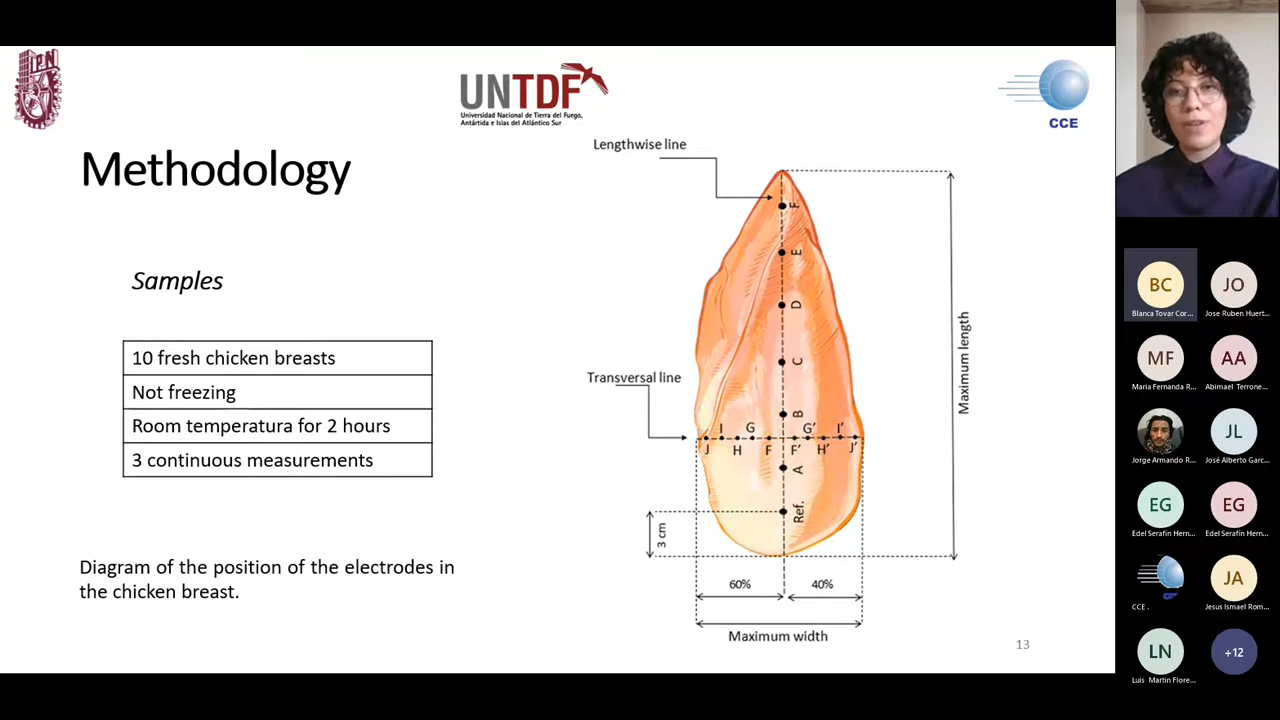 IPN
UNTDF
Universidad Nacional de Tierra del Fuego,
Antártida e Islas del Atlántico Sur
CCE
Methodology
Samples
10 fresh chicken breasts
Not freezing
Room temperatura for 2 hours
3 continuous measurements
Diagram of the position of the electrodes in
the chicken breast.
Lengthwise line
F
E
D
C
Transversal line
B
I G G' I'
J H F F' H' J'
A
Ref.
3 cm
60% 40%
Maximum width
Maximum length
13
BC
Blanca Tovar Cor...
JO
Jose Ruben Huert...
MF
Maria Fernanda R...
AA
Abimael Terrone...
Jorge Armando R...
JL
José Alberto Garc...
EG
Edel Serafin Hern...
EG
Edel Serafin Hern...
CCE .
JA
Jesus Ismael Rom...
LN
Luis Martin Flore...
+12